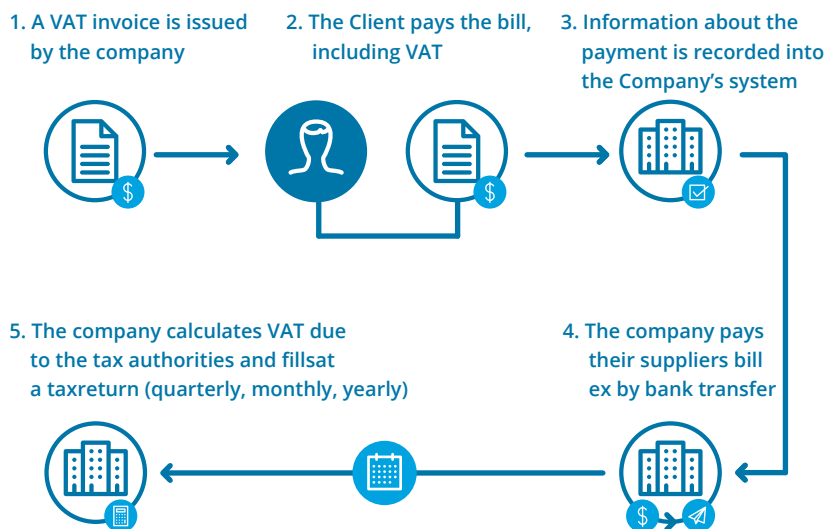 1. A VAT invoice is issued
by the company
2. The Client pays the bill,
including VAT
3. Information about the
payment is recorded into
the Company's system
$
$
4. The company pays
their suppliers bill
ex by bank transfer
5. The company calculates VAT due
to the tax authorities and fillsat
a taxreturn (quarterly, monthly, yearly)
$